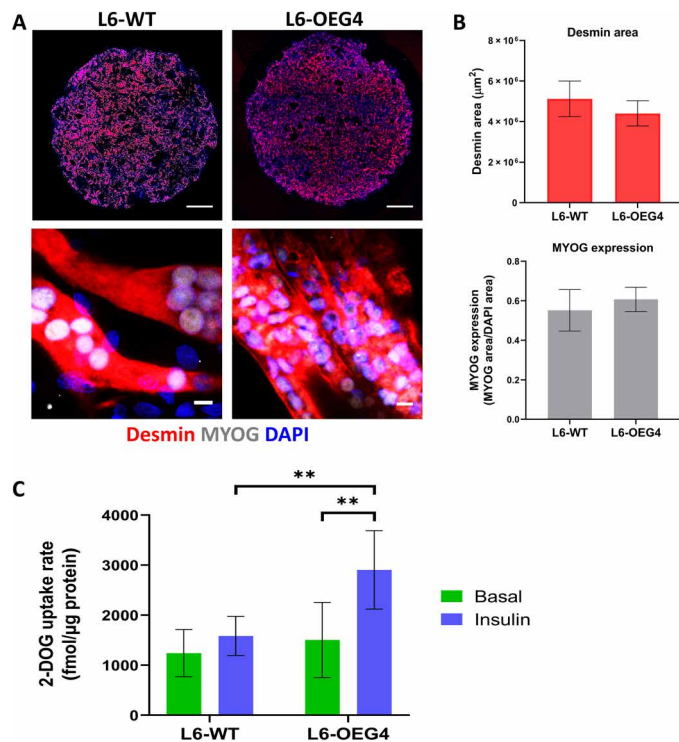 A
L6-WT
L6-OEG4
Desmin MYOG DAPI
B
Desmin area
Desmin area (μm²)
8 × 10⁶
6 × 10⁶
4 × 10⁶
2 × 10⁶
0
L6-WT
L6-OEG4
MYOG expression
MYOG expression
(MYOG area/DAPI area)
0.8
0.6
0.4
0.2
0.0
L6-WT
L6-OEG4
C
2-DOG uptake rate
(fmol/μg protein)
4000
3000
2000
1000
0
**
**
L6-WT
L6-OEG4
Basal
Insulin